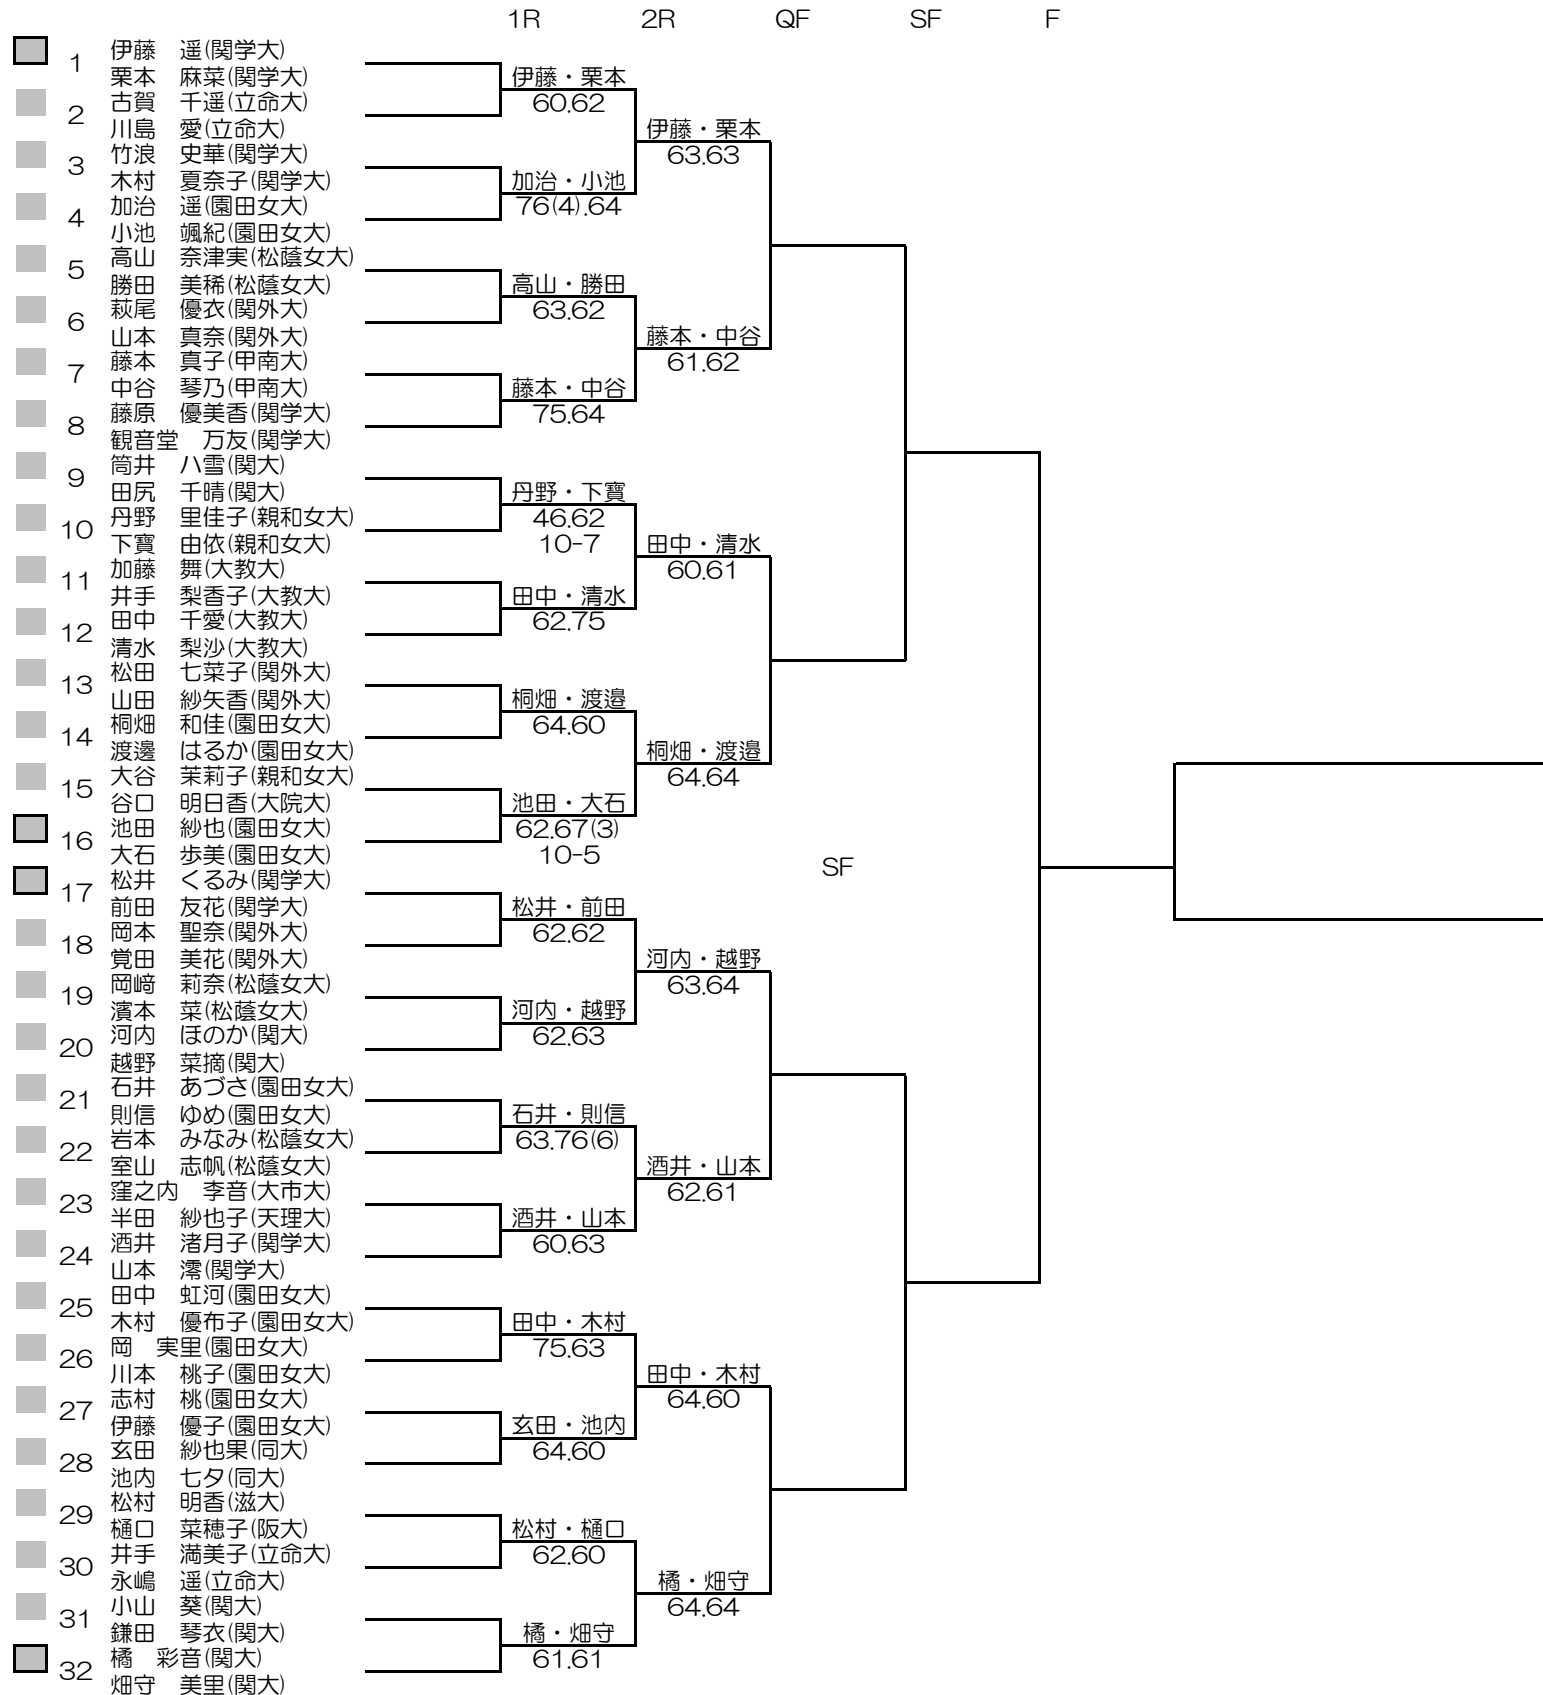 1R 2R QF SF F
1 伊藤　遥(関学大)
栗本　麻菜(関学大)
2 古賀　千遥(立命大)
川島　愛(立命大)
3 竹浪　史華(関学大)
木村　夏奈子(関学大)
4 加治　遥(園田女大)
小池　颯紀(園田女大)
5 高山　奈津実(松蔭女大)
勝田　美稀(松蔭女大)
6 萩尾　優衣(関外大)
山本　真奈(関外大)
7 藤本　真子(甲南大)
中谷　琴乃(甲南大)
8 藤原　優美香(関学大)
観音堂　万友(関学大)
9 筒井　八雪(関大)
田尻　千晴(関大)
10 丹野　里佳子(親和女大)
下寶　由依(親和女大)
11 加藤　舞(大教大)
井手　梨香子(大教大)
12 田中　千愛(大教大)
清水　梨沙(大教大)
13 松田　七菜子(関外大)
山田　紗矢香(関外大)
14 桐畑　和佳(園田女大)
渡邊　はるか(園田女大)
15 大谷　茉莉子(親和女大)
谷口　明日香(大院大)
16 池田　紗也(園田女大)
大石　歩美(園田女大)
17 松井　くるみ(関学大)
前田　友花(関学大)
18 岡本　聖奈(関外大)
覚田　美花(関外大)
19 岡﨑　莉奈(松蔭女大)
濱本　菜(松蔭女大)
20 河内　ほのか(関大)
越野　菜摘(関大)
21 石井　あづさ(園田女大)
則信　ゆめ(園田女大)
22 岩本　みなみ(松蔭女大)
室山　志帆(松蔭女大)
23 窪之内　李音(大市大)
半田　紗也子(天理大)
24 酒井　渚月子(関学大)
山本　澪(関学大)
25 田中　虹河(園田女大)
木村　優布子(園田女大)
26 岡　実里(園田女大)
川本　桃子(園田女大)
27 志村　桃(園田女大)
伊藤　優子(園田女大)
28 玄田　紗也果(同大)
池内　七夕(同大)
29 松村　明香(滋大)
樋口　菜穂子(阪大)
30 井手　満美子(立命大)
永嶋　遥(立命大)
31 小山　葵(関大)
鎌田　琴衣(関大)
32 橘　彩音(関大)
畑守　美里(関大)
伊藤・栗本
60.62
加治・小池
76(4).64
高山・勝田
63.62
藤本・中谷
75.64
丹野・下寶
46.62
10-7
田中・清水
62.75
桐畑・渡邉
64.60
池田・大石
62.67(3)
10-5
松井・前田
62.62
河内・越野
62.63
石井・則信
63.76(6)
酒井・山本
60.63
田中・木村
75.63
玄田・池内
64.60
松村・樋口
62.60
橘・畑守
61.61
伊藤・栗本
63.63
藤本・中谷
61.62
田中・清水
60.61
桐畑・渡邉
64.64
河内・越野
63.64
酒井・山本
62.61
田中・木村
64.60
橘・畑守
64.64
SF